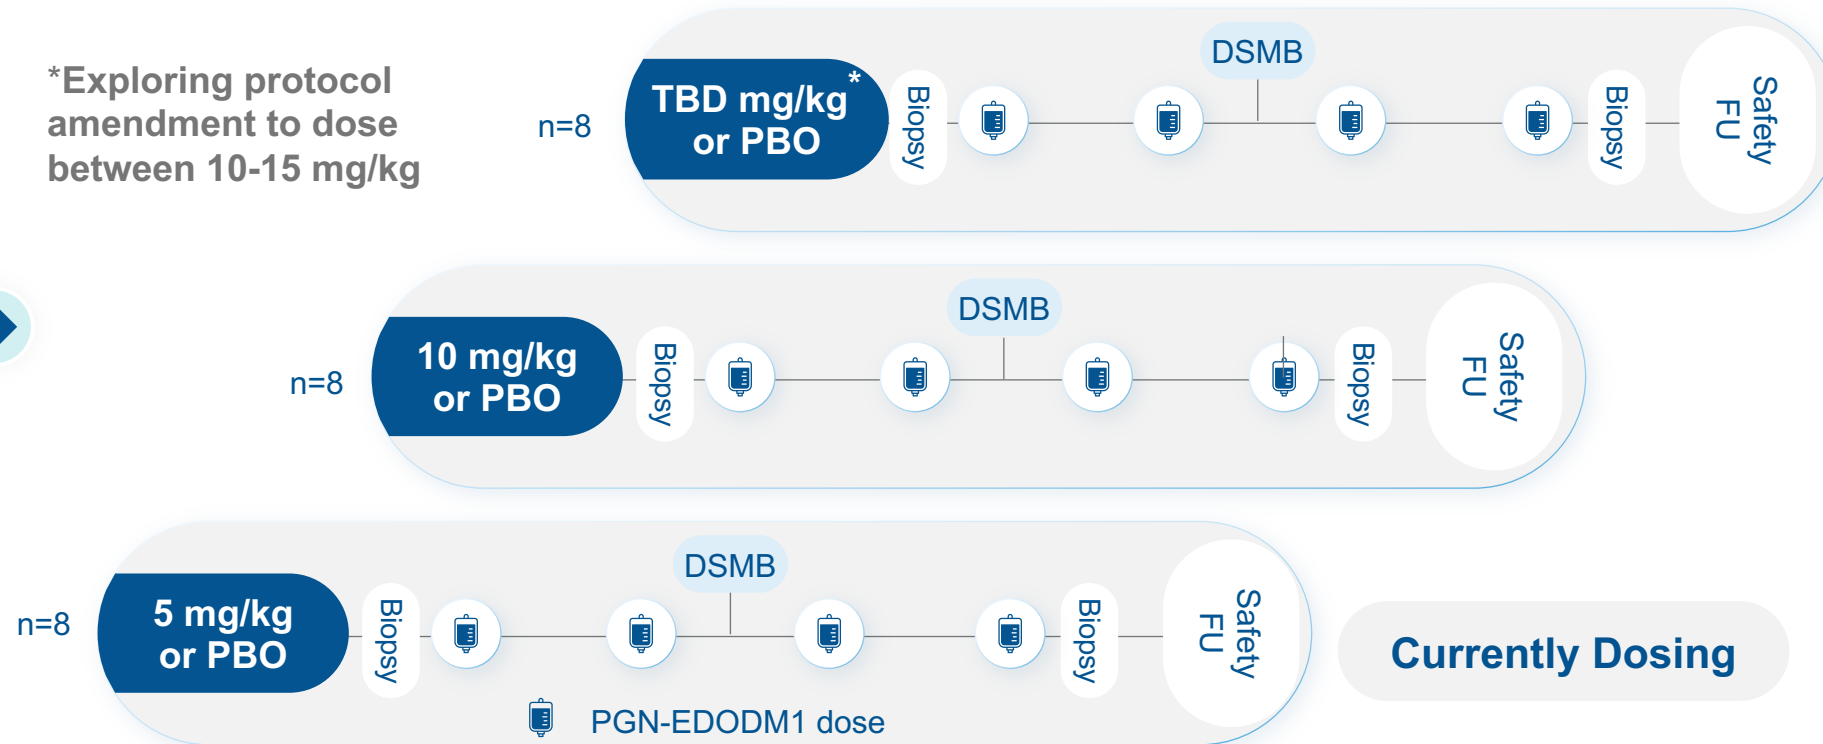 *Exploring protocol
amendment to dose
between 10-15 mg/kg
n=8
TBD mg/kg*
or PBO
Biopsy
DSMB
Biopsy
Safety
FU
n=8
10 mg/kg
or PBO
Biopsy
DSMB
Biopsy
Safety
FU
n=8
5 mg/kg
or PBO
Biopsy
DSMB
Biopsy
Safety
FU
Currently Dosing
PGN-EDODM1 dose